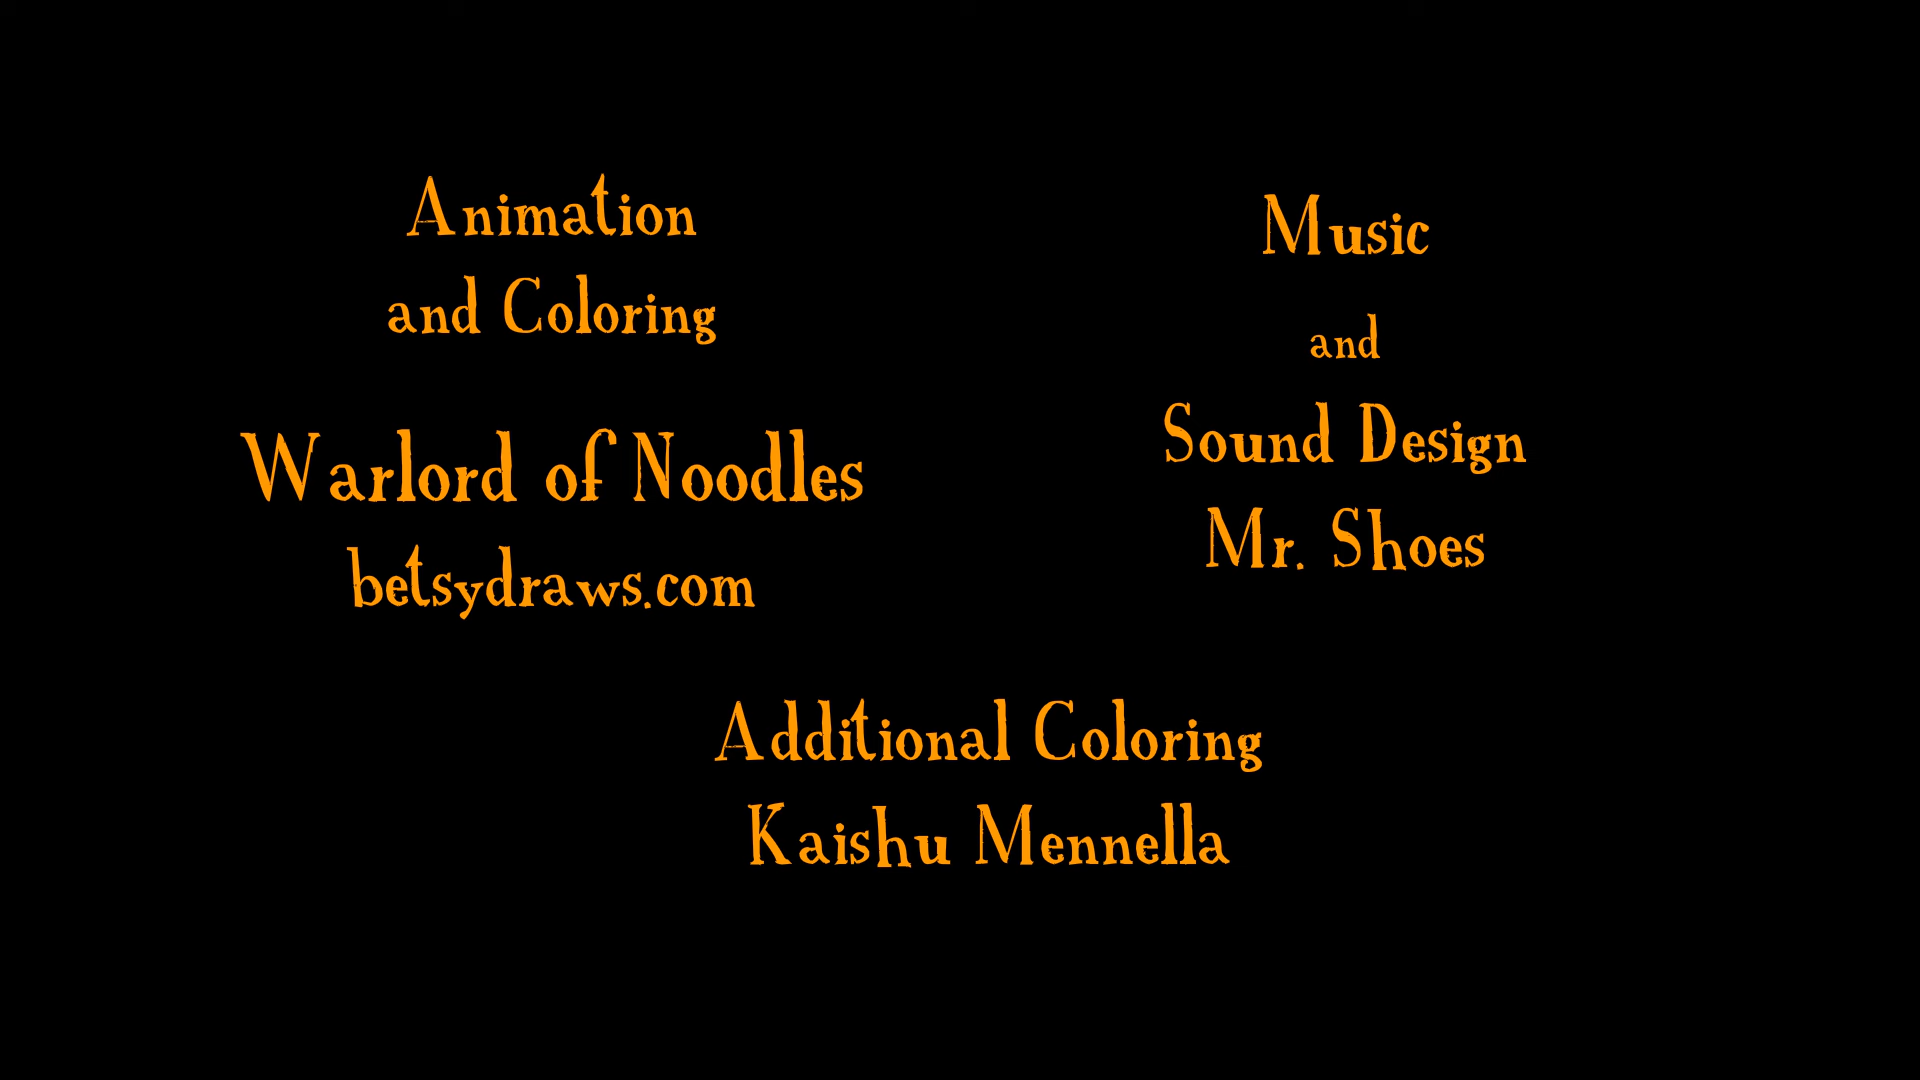 Animation
and Coloring
Warlord of Noodles
betsydraws.com
Music
and
Sound Design
Mr. Shoes
Additional Coloring
Kaishu Mennella